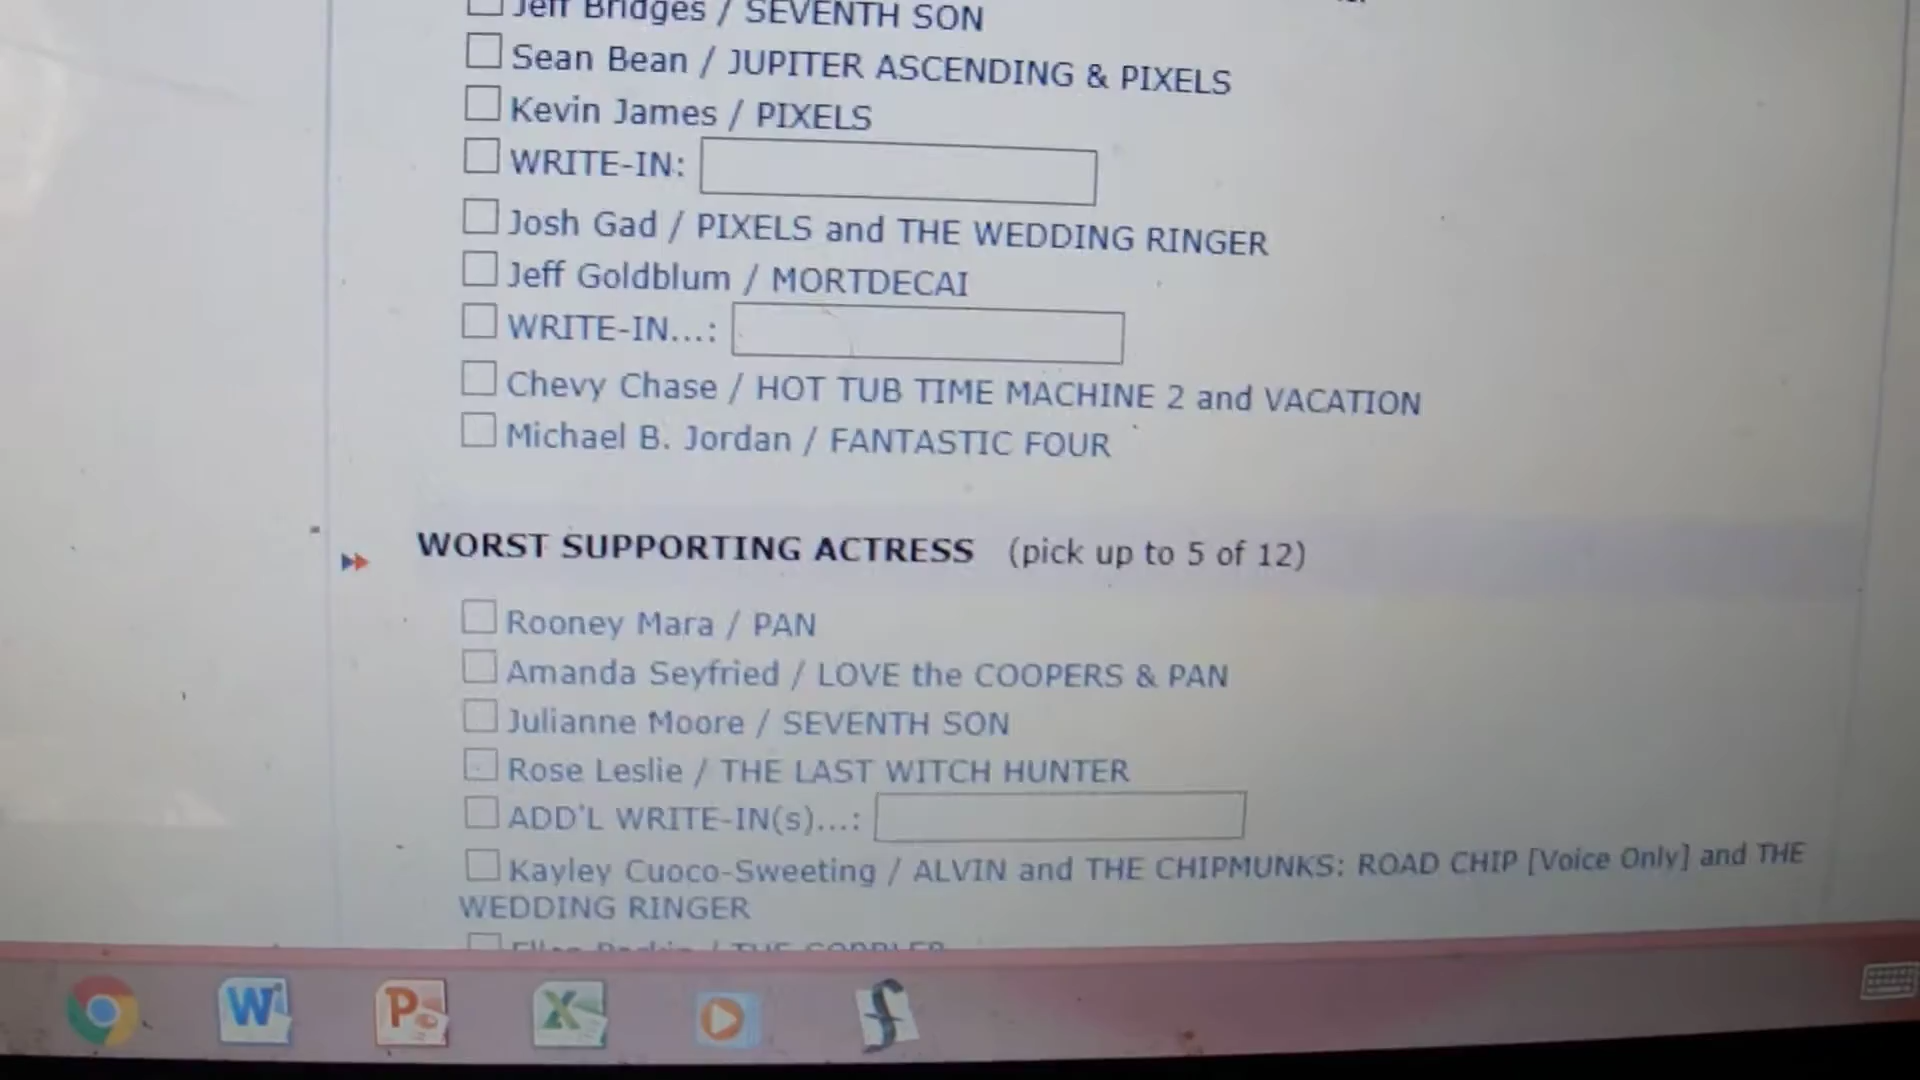 Jeff Bridges / SEVENTH SON
Sean Bean / JUPITER ASCENDING & PIXELS
Kevin James / PIXELS
WRITE-IN:
Josh Gad / PIXELS and THE WEDDING RINGER
Jeff Goldblum / MORTDECAI
WRITE-IN...:
Chevy Chase / HOT TUB TIME MACHINE 2 and VACATION
Michael B. Jordan / FANTASTIC FOUR
WORST SUPPORTING ACTRESS (pick up to 5 of 12)
Rooney Mara / PAN
Amanda Seyfried / LOVE the COOPERS & PAN
Julianne Moore / SEVENTH SON
Rose Leslie / THE LAST WITCH HUNTER
ADD'L WRITE-IN(s)...:
Kayley Cuoco-Sweeting / ALVIN and THE CHIPMUNKS: ROAD CHIP [Voice Only] and THE
WEDDING RINGER